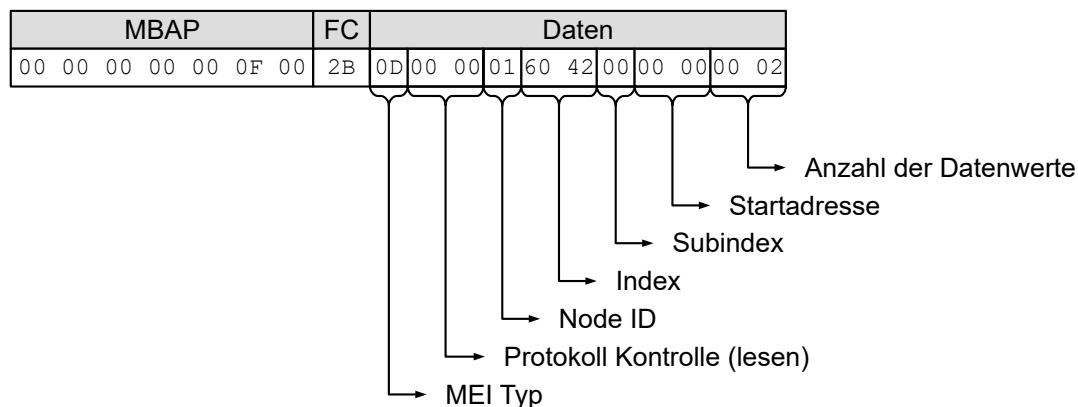 MBAP FC Daten
00 00 00 00 00 0F 00 2B 0D 00 00 01 60 42 00 00 00 00 02
Anzahl der Datenwerte
Startadresse
Subindex
Index
Node ID
Protokoll Kontrolle (lesen)
MEI Typ